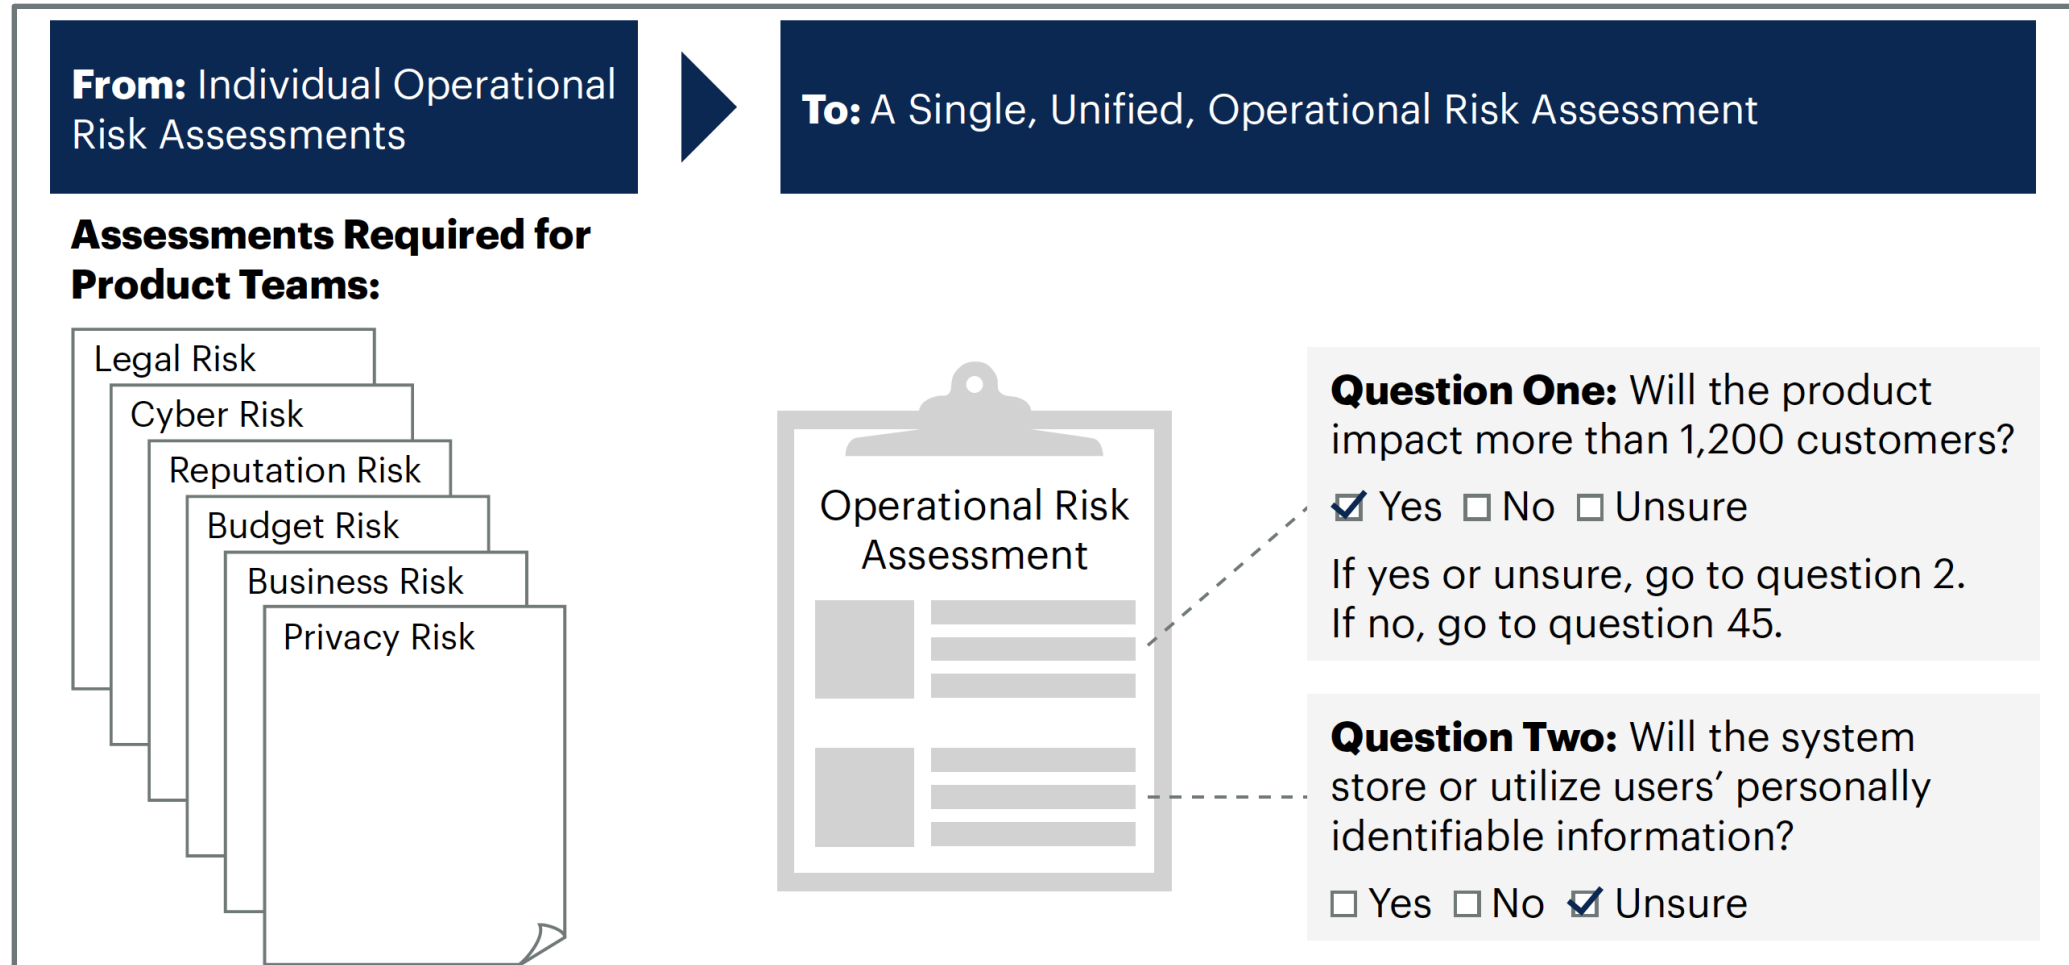 From: Individual Operational
Risk Assessments
To: A Single, Unified, Operational Risk Assessment
Assessments Required for
Product Teams:
Legal Risk
Cyber Risk
Reputation Risk
Budget Risk
Business Risk
Privacy Risk
Operational Risk
Assessment
Question One: Will the product
impact more than 1,200 customers?
Yes No Unsure
If yes or unsure, go to question 2.
If no, go to question 45.
Question Two: Will the system
store or utilize users’ personally
identifiable information?
Yes No Unsure